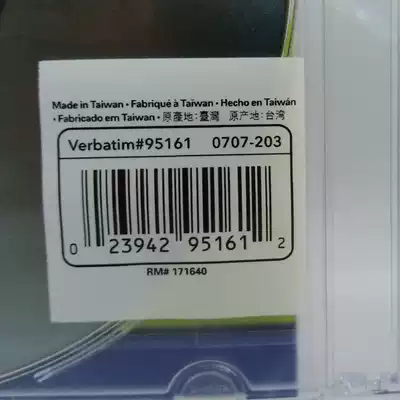 Made in Taiwan • Fabriqué à Taiwan • Hecho en Taiwán
• Fabricado em Taiwan • 原產地：臺灣 原产地：台湾
Verbatim#95161 0707-203
0 23942 95161 2
RM# 171640